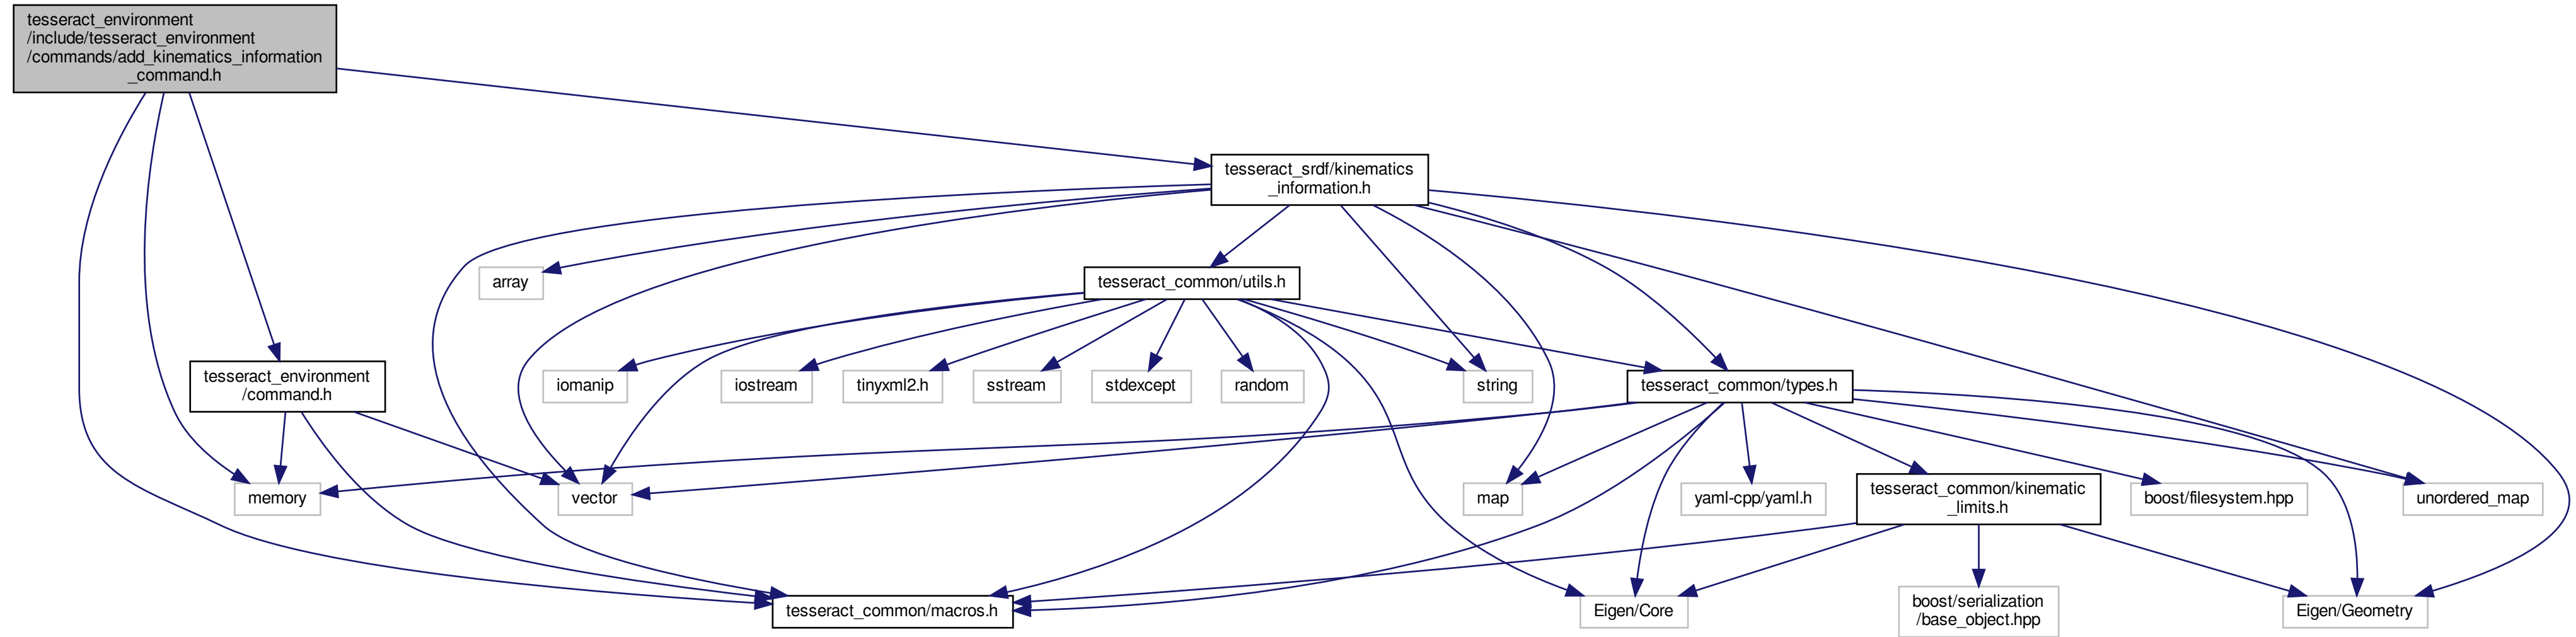 tesseract_environment
/include/tesseract_environment
/commands/add_kinematics_information
_command.h
tesseract_srdf/kinematics
_information.h
array
tesseract_common/utils.h
tesseract_environment
/command.h
iomanip
iostream
tinyxml2.h
sstream
stdexcept
random
string
tesseract_common/types.h
memory
vector
map
yaml-cpp/yaml.h
tesseract_common/kinematic
_limits.h
boost/filesystem.hpp
unordered_map
tesseract_common/macros.h
Eigen/Core
boost/serialization
/base_object.hpp
Eigen/Geometry